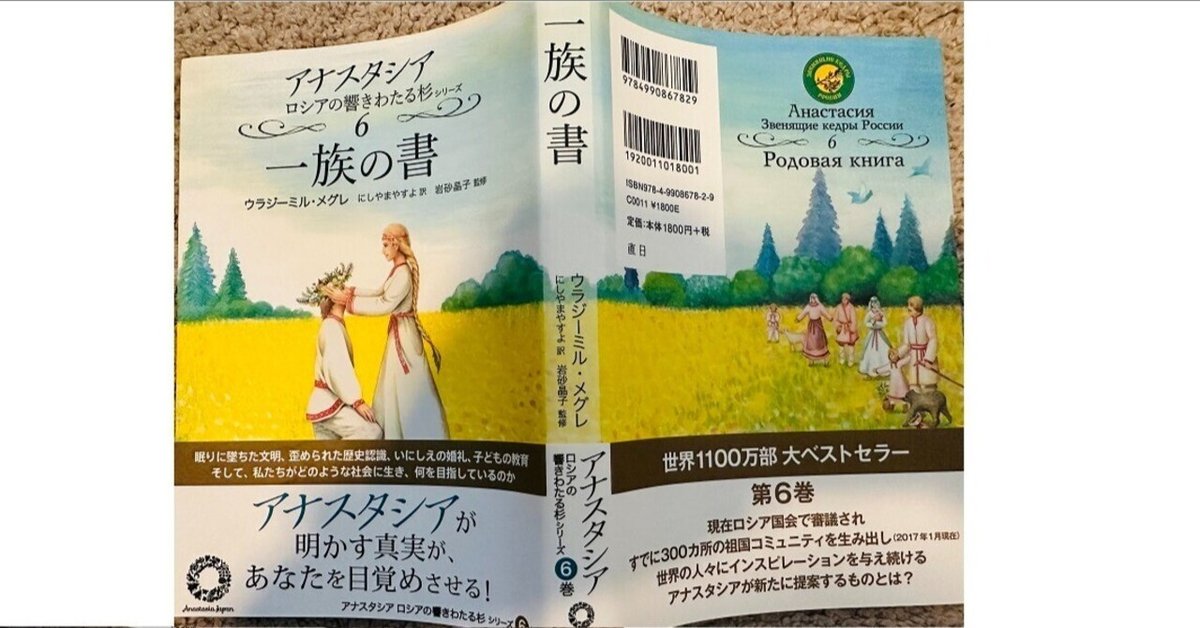 アナスタシア
ロシアの響きわたる杉シリーズ
6
一族の書
ウラジーミル・メグレ にしやまやすよ 訳 岩砂晶子 監修
眠りに墜ちた文明、歪められた歴史認識、いにしえの婚礼、子どもの教育
そして、私たちがどのような社会に生き、何を目指しているのか
アナスタシアが
明かす真実が、
あなたを目覚めさせる!
Anastasia Japan
アナスタシア ロシアの響きわたる杉 シリーズ6
一族の書
ウラジーミル・メグレ
にしやまやすよ 訳 岩砂晶子 監修
アナスタシア
ロシアの
響きわたる杉シリーズ
6巻
9784990867829
1920011018001
ISBN978-4-9908678-2-9
C0011 ¥1800E
定価:本体1800円+税
直日
ЗВЕНЯЩИЕ КЕДРЫ
РОССИИ
Анастасия
Звенящие кедры России
6
Родовая книга
世界1100万部 大ベストセラー
第6巻
現在ロシア国会で審議され
すでに300カ所の祖国コミュニティを生み出し(2017年1月現在)
世界の人々にインスピレーションを与え続ける
アナスタシアが新たに提案するものとは?